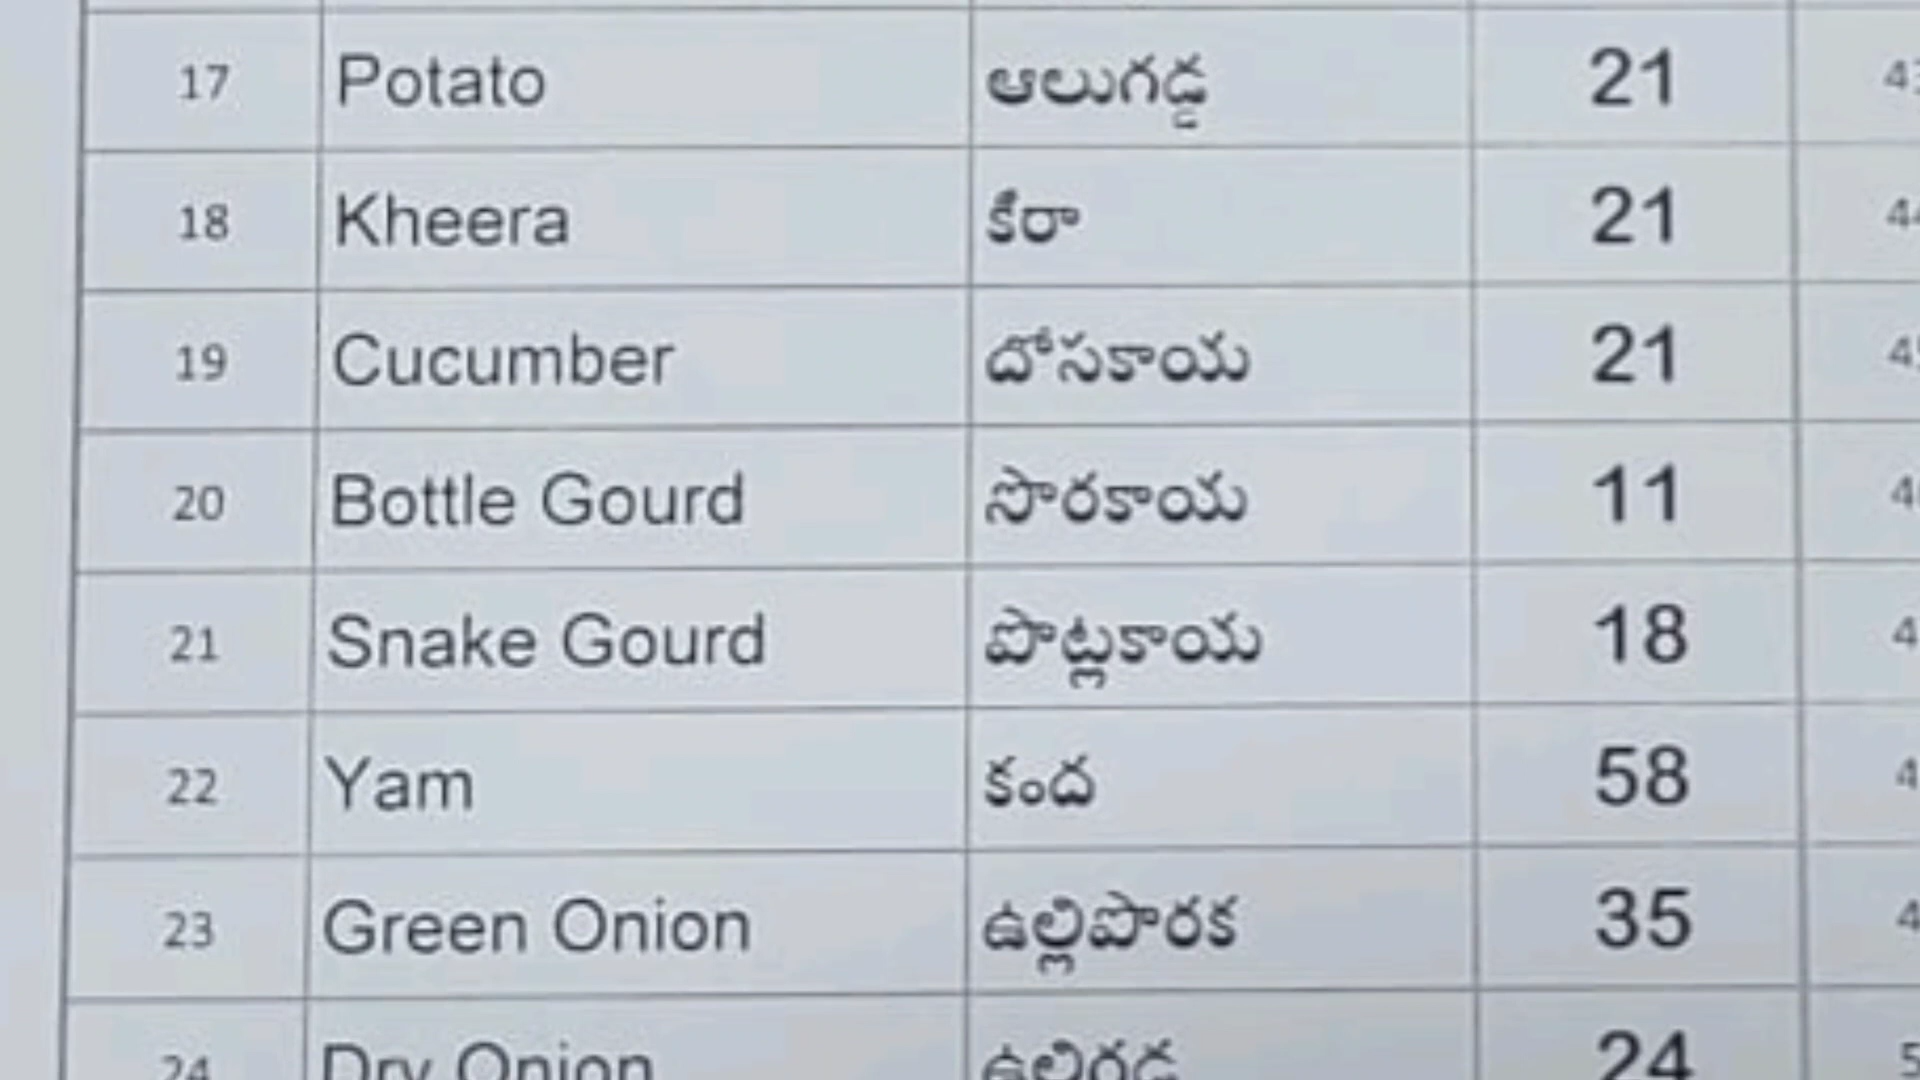 17 Potato ఆలుగడ్డ 21
18 Kheera కీరా 21
19 Cucumber దోసకాయ 21
20 Bottle Gourd సొరకాయ 11
21 Snake Gourd పొట్లకాయ 18
22 Yam కంద 58
23 Green Onion ఉల్లిపొరక 35
24 Dry Onion 24